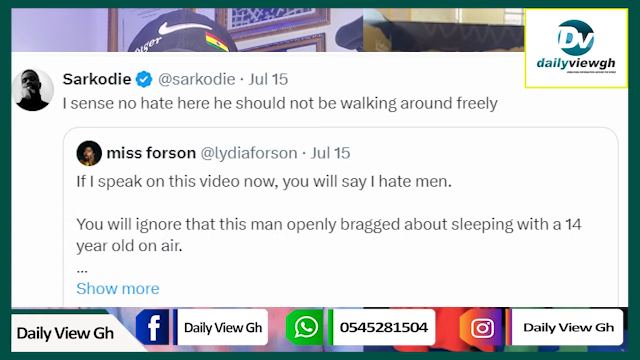 Dv
dailyviewgh
Sarkodie @sarkodie · Jul 15
I sense no hate here he should not be walking around freely
miss forson @lydiaforson · Jul 15
If I speak on this video now, you will say I hate men.
You will ignore that this man openly bragged about sleeping with a 14
year old on air.
...
Show more
Daily View Gh
Daily View Gh
0545281504
Daily View Gh